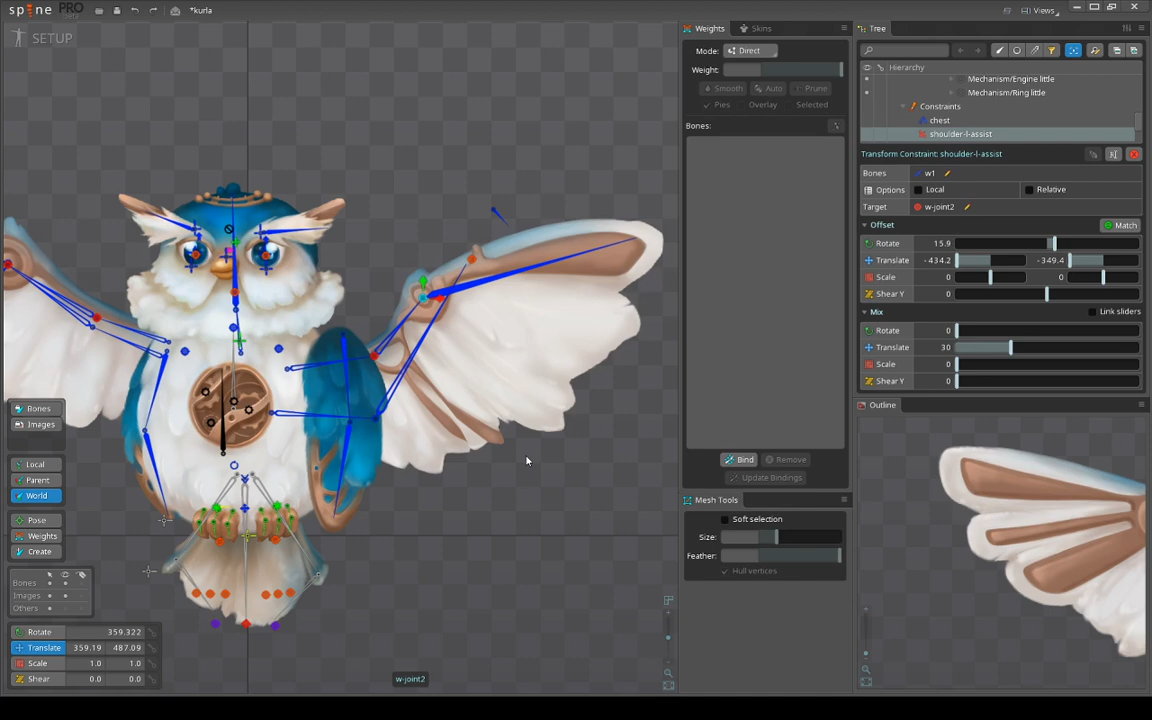 spine PRO beta
*kurla
Views
SETUP
Weights
Skins
Mode:
Direct
Weight:
Smooth
Auto
Prune
Pies
Overlay
Selected
Bones:
Bind
Remove
Update Bindings
Mesh Tools
Soft selection
Size:
Feather:
Hull vertices
Tree
Hierarchy
Mechanism/Engine little
Mechanism/Ring little
Constraints
chest
shoulder-l-assist
Transform Constraint: shoulder-l-assist
Bones
w1
Options
Local
Relative
Target
w-joint2
Offset
Match
Rotate
15.9
Translate
-434.2
-349.4
Scale
0
0
Shear Y
0
Mix
Link sliders
Rotate
0
Translate
30
Scale
0
Shear Y
0
Outline
Bones
Images
Local
Parent
World
Pose
Weights
Create
Bones
Images
Others
Rotate
359.322
Translate
359.19
487.09
Scale
1.0
1.0
Shear
0.0
0.0
w-joint2